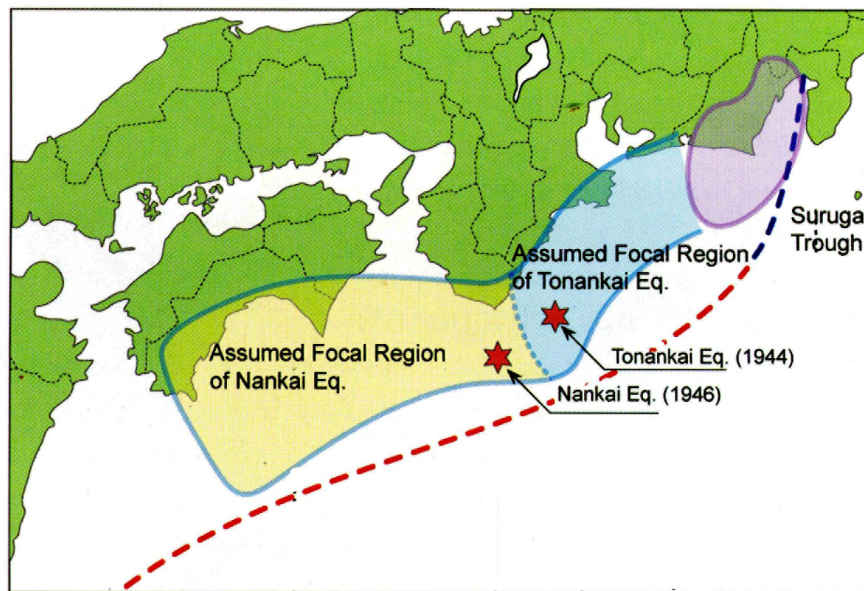 Suruga
Trough
Assumed Focal Region
of Tonankai Eq.
Assumed Focal Region
of Nankai Eq.
Tonankai Eq. (1944)
Nankai Eq. (1946)